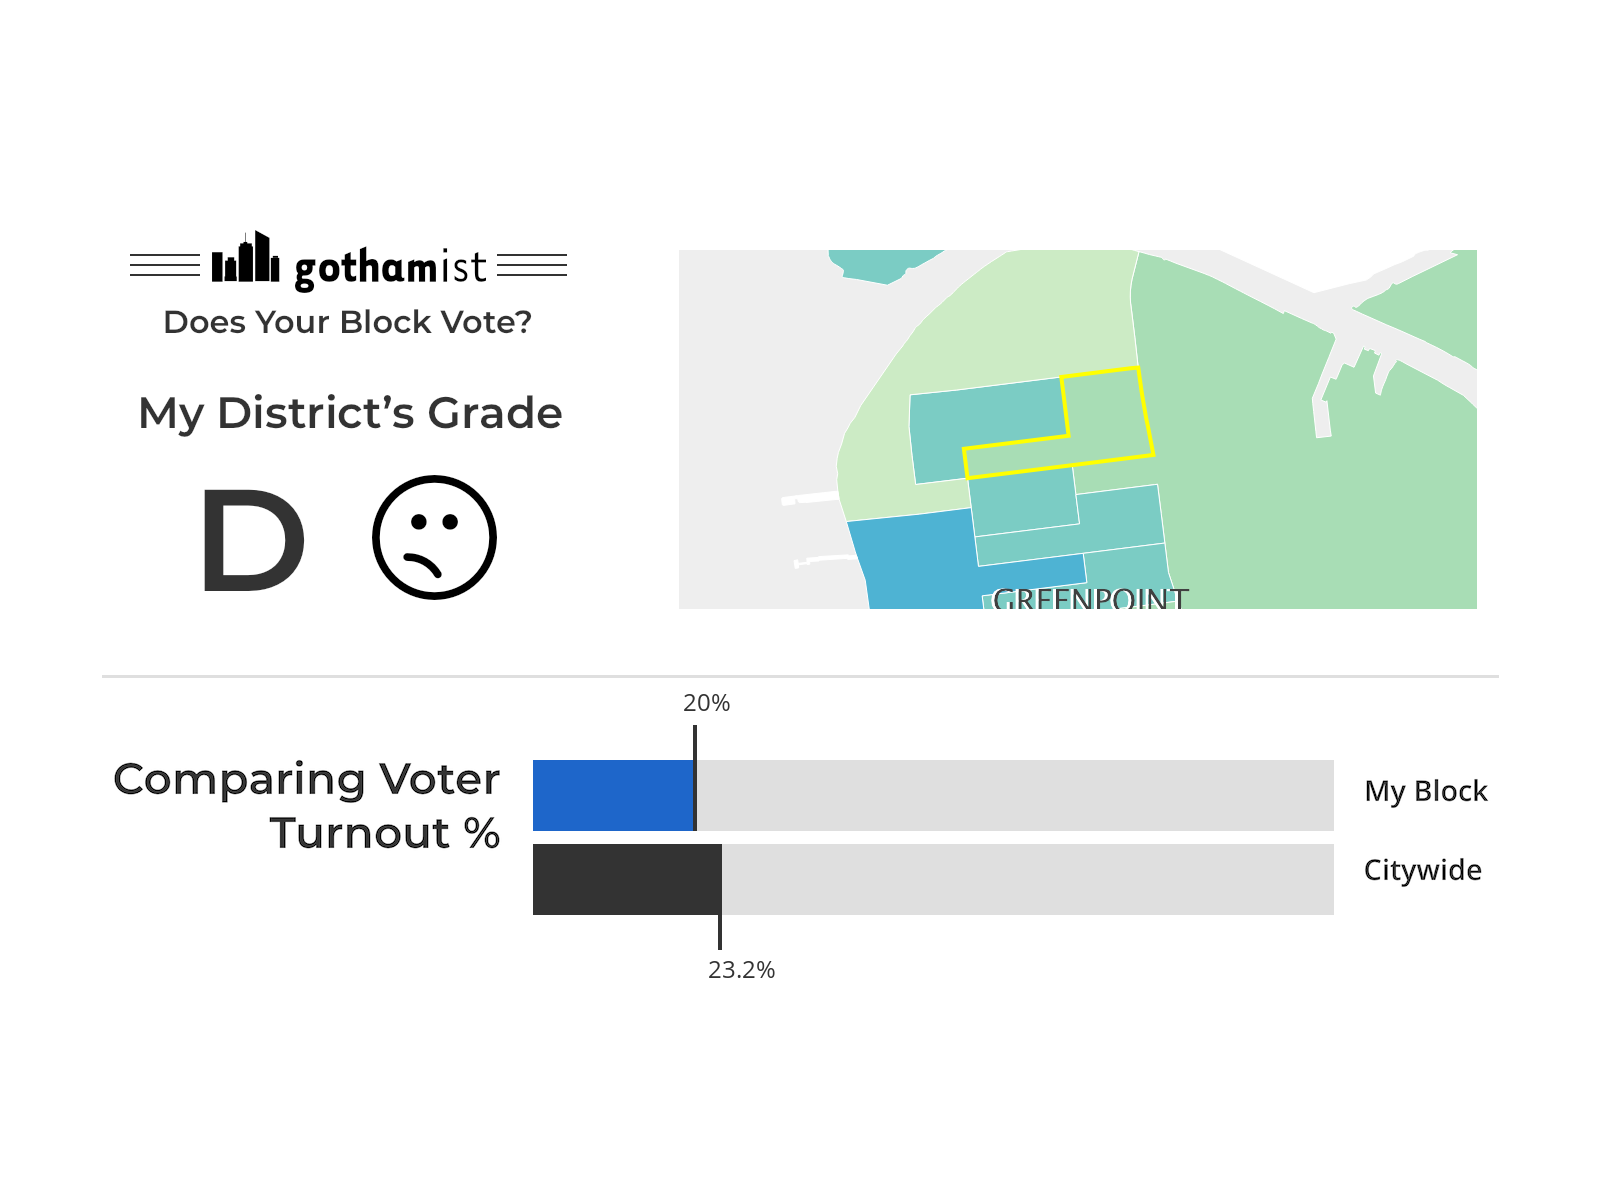 gothamist
Does Your Block Vote?
My District's Grade
D
GREENPOINT
20%
Comparing Voter
Turnout %
My Block
Citywide
23.2%